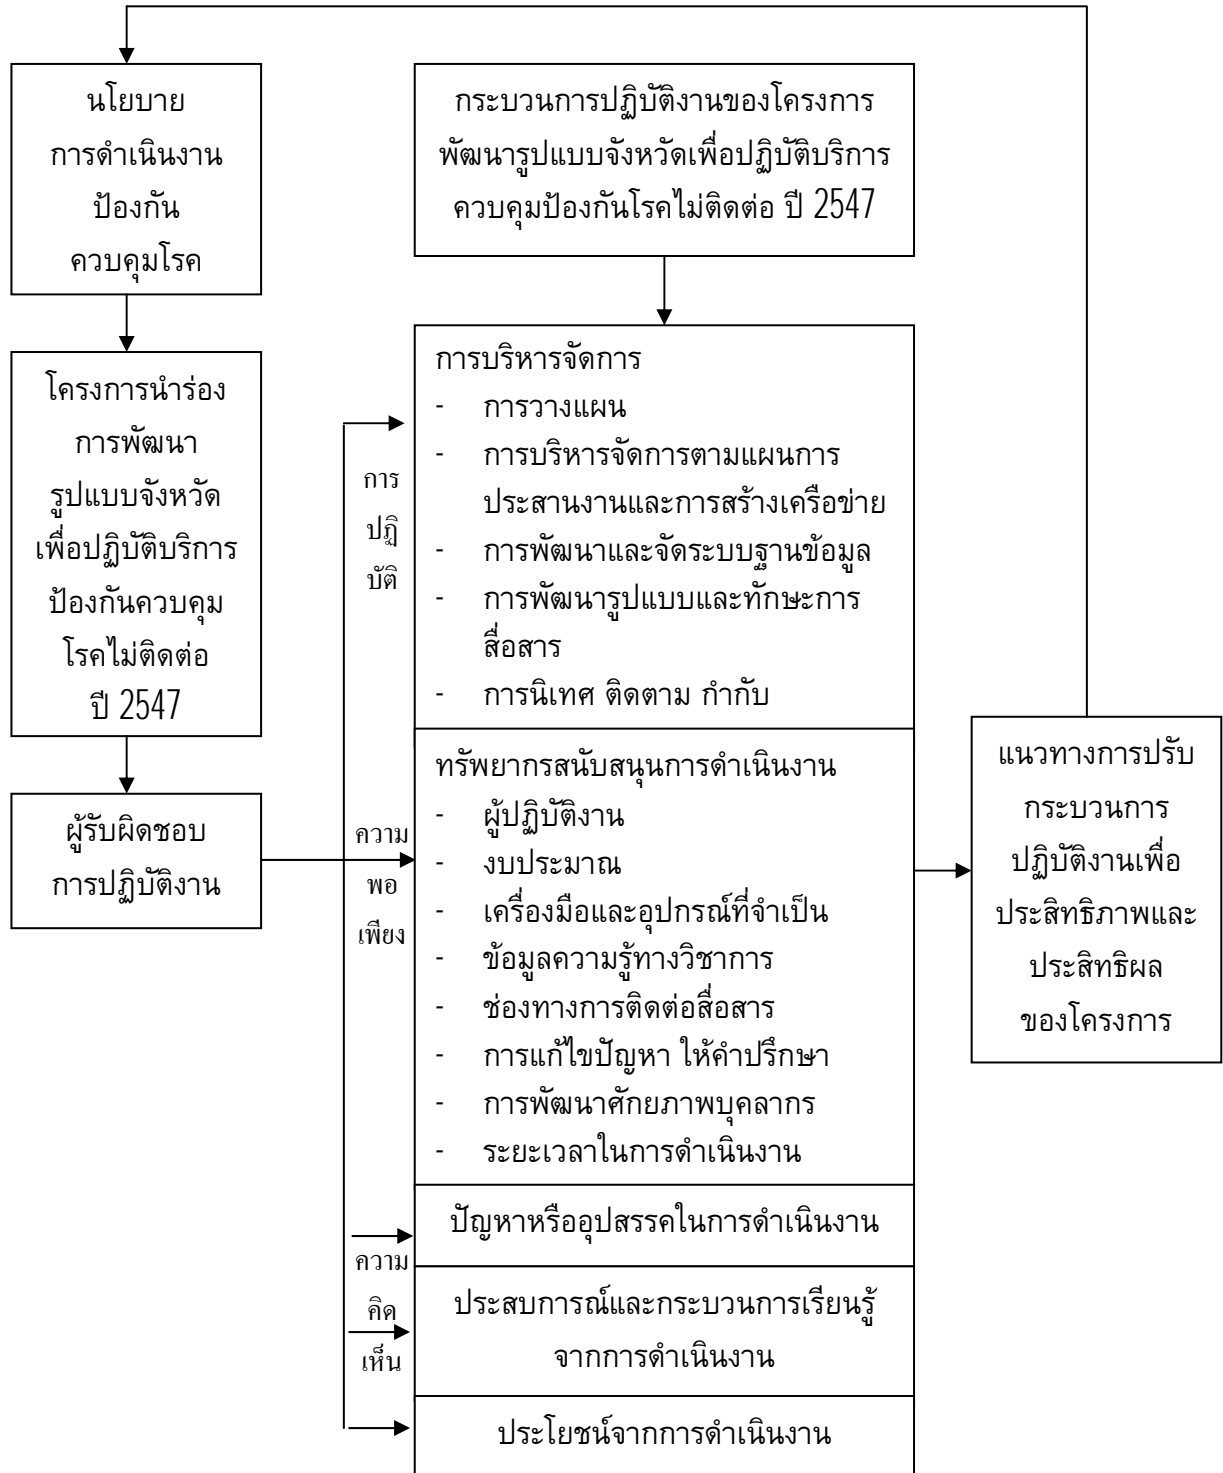 นโยบาย
การดำเนินงาน
ป้องกัน
ควบคุมโรค
กระบวนการปฏิบัติงานของโครงการ
พัฒนารูปแบบจังหวัดเพื่อปฏิบัติบริการ
ควบคุมป้องกันโรคไม่ติดต่อ ปี 2547
โครงการนำร่อง
การพัฒนา
รูปแบบจังหวัด
เพื่อปฏิบัติบริการ
ป้องกันควบคุม
โรคไม่ติดต่อ
ปี 2547
ผู้รับผิดชอบ
การปฏิบัติงาน
การ
ปฏิ
บัติ
การบริหารจัดการ
- การวางแผน
- การบริหารจัดการตามแผนการ
ประสานงานและการสร้างเครือข่าย
- การพัฒนาและจัดระบบฐานข้อมูล
- การพัฒนารูปแบบและทักษะการ
สื่อสาร
- การนิเทศ ติดตาม กำกับ
ความ
พอ
เพียง
ทรัพยากรสนับสนุนการดำเนินงาน
- ผู้ปฏิบัติงาน
- งบประมาณ
- เครื่องมือและอุปกรณ์ที่จำเป็น
- ข้อมูลความรู้ทางวิชาการ
- ช่องทางการติดต่อสื่อสาร
- การแก้ไขปัญหา ให้คำปรึกษา
- การพัฒนาศักยภาพบุคลากร
- ระยะเวลาในการดำเนินงาน
ความ
คิด
เห็น
ปัญหาหรืออุปสรรคในการดำเนินงาน
ประสบการณ์และกระบวนการเรียนรู้
จากการดำเนินงาน
ประโยชน์จากการดำเนินงาน
แนวทางการปรับ
กระบวนการ
ปฏิบัติงานเพื่อ
ประสิทธิภาพและ
ประสิทธิผล
ของโครงการ